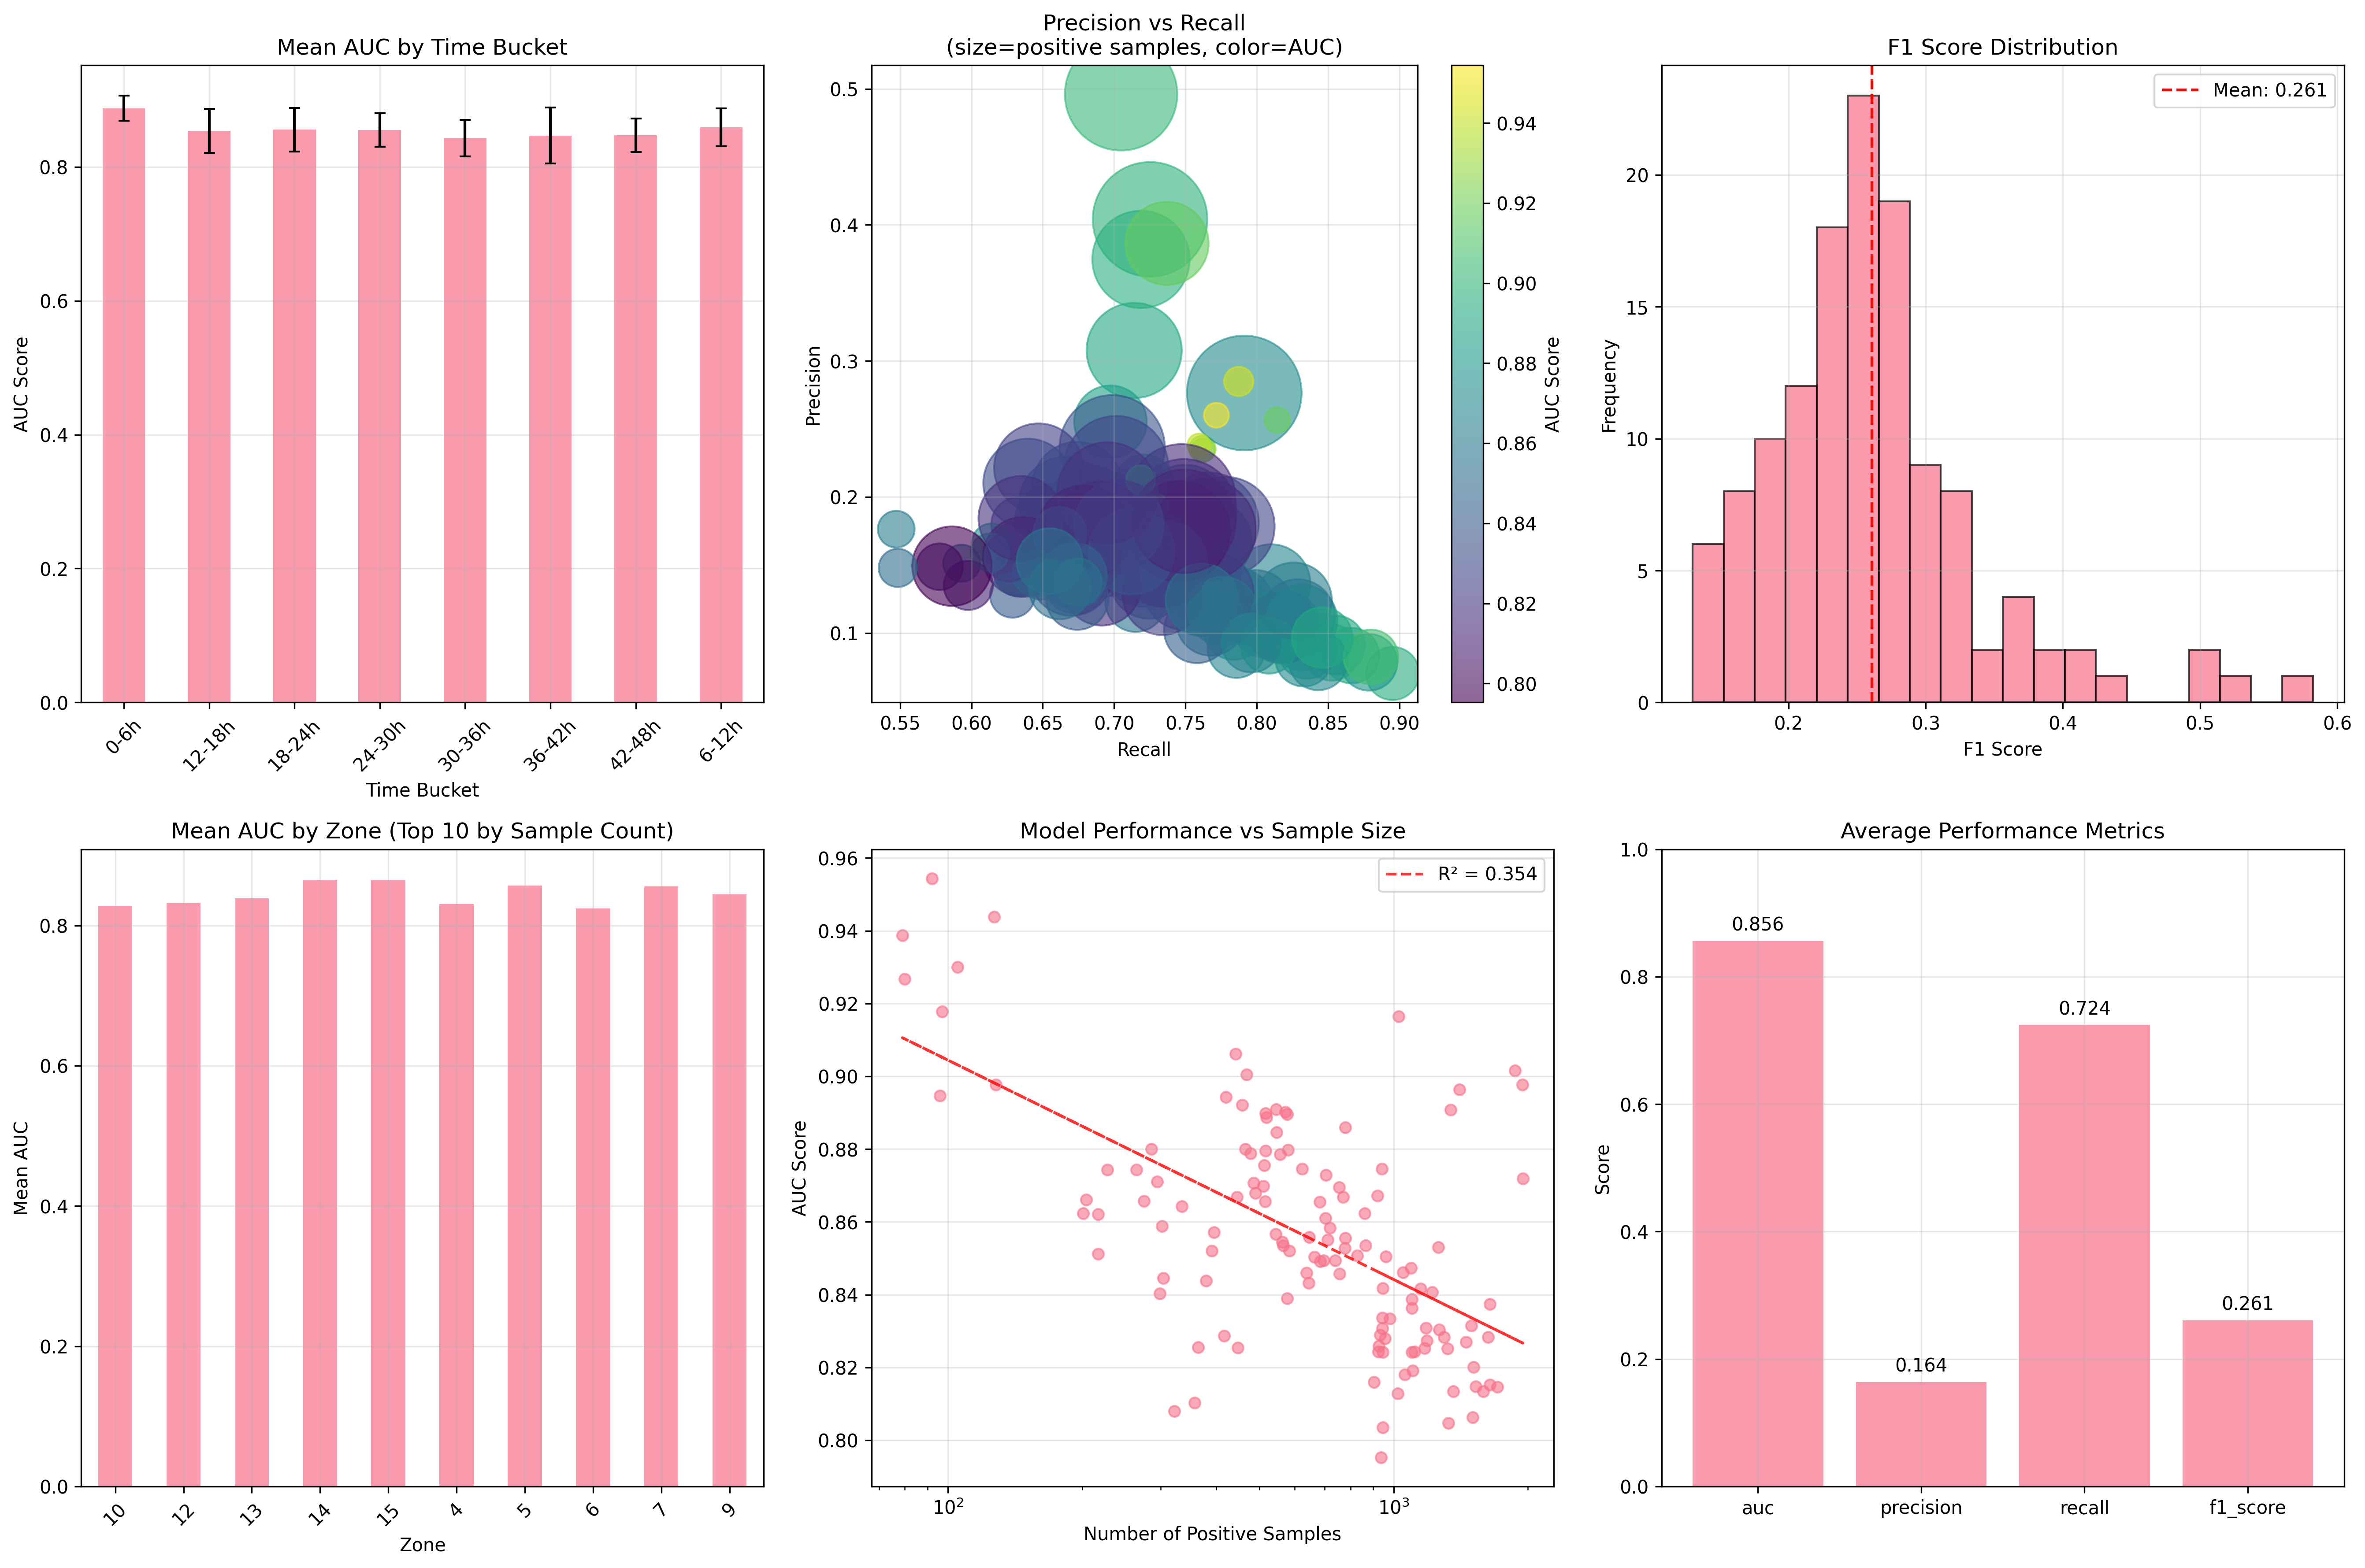 Mean AUC by Time Bucket
AUC Score
0.8
0.6
0.4
0.2
0.0
0-6h
12-18h
18-24h
24-30h
30-36h
36-42h
42-48h
6-12h
Time Bucket
Precision vs Recall
(size=positive samples, color=AUC)
Precision
0.5
0.4
0.3
0.2
0.1
0.55
0.60
0.65
0.70
0.75
0.80
0.85
0.90
Recall
0.94
0.92
0.90
0.88
0.86
0.84
0.82
0.80
AUC Score
F1 Score Distribution
Mean: 0.261
Frequency
20
15
10
5
0
0.2
0.3
0.4
0.5
0.6
F1 Score
Mean AUC by Zone (Top 10 by Sample Count)
Mean AUC
0.8
0.6
0.4
0.2
0.0
10
12
13
14
15
4
5
6
7
9
Zone
Model Performance vs Sample Size
R² = 0.354
AUC Score
0.96
0.94
0.92
0.90
0.88
0.86
0.84
0.82
0.80
10²
10³
Number of Positive Samples
Average Performance Metrics
Score
1.0
0.8
0.6
0.4
0.2
0.0
0.856
0.164
0.724
0.261
auc
precision
recall
f1_score